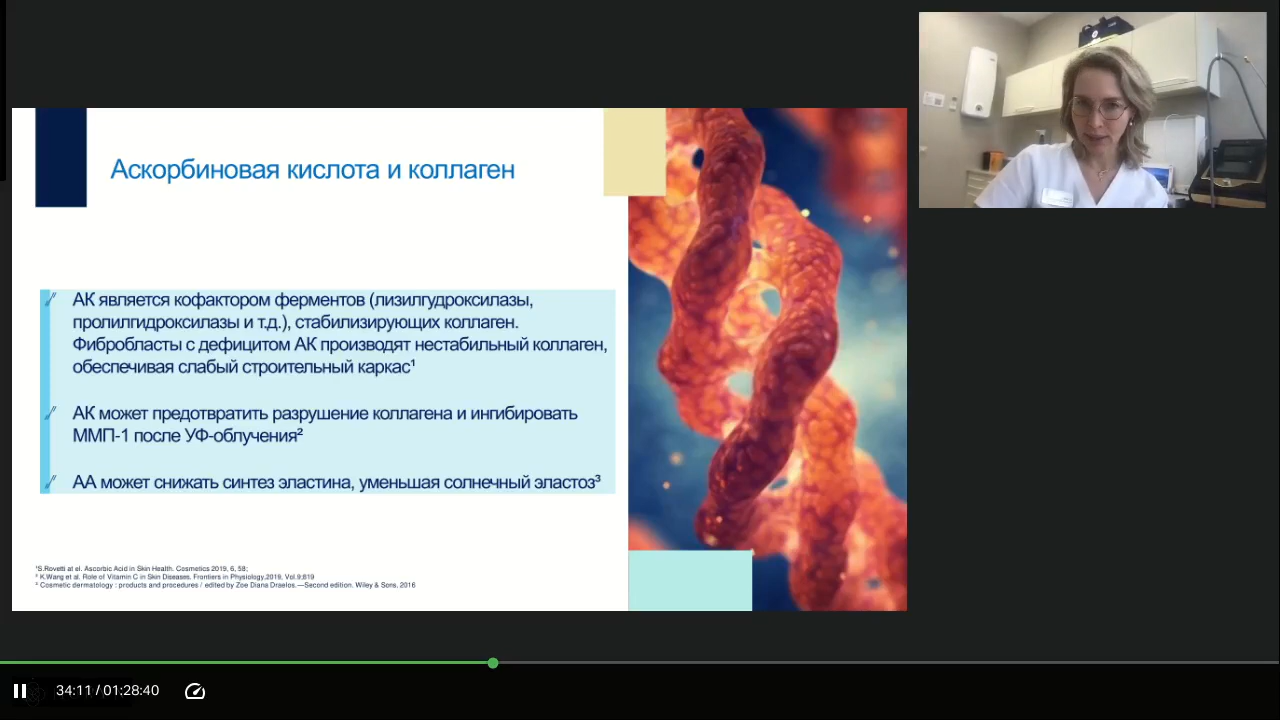 Аскорбиновая кислота и коллаген
АК является кофактором ферментов (лизилгудроксилазы,
пролилгидроксилазы и т.д.), стабилизирующих коллаген.
Фибробласты с дефицитом АК производят нестабильный коллаген,
обеспечивая слабый строительный каркас¹
АК может предотвратить разрушение коллагена и ингибировать
ММП-1 после УФ-облучения²
АА может снижать синтез эластина, уменьшая солнечный эластоз³
¹S.Rovetti at el. Ascorbic Acid in Skin Health. Cosmetics 2019, 6, 58;
² K.Wang et al. Role of Vitamin C in Skin Diseases. Frontiers in Physiology,2019, Vol.9;819
³ Cosmetic dermatology : products and procedures / edited by Zoe Diana Draelos.—Second edition. Wiley & Sons, 2016
34:11 / 01:28:40